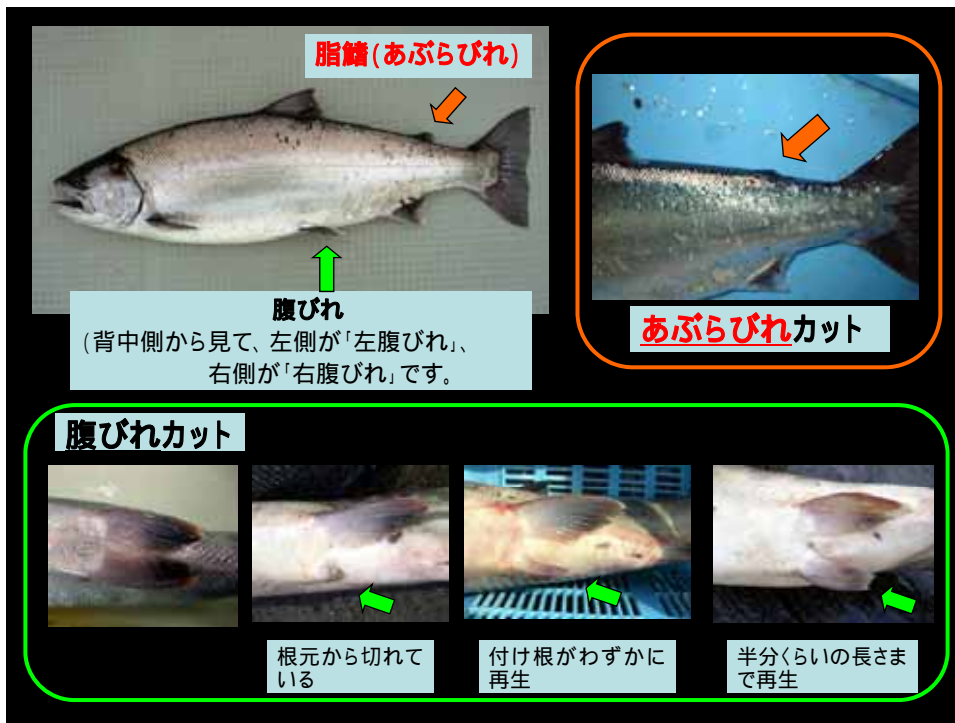 脂鰭(あぶらびれ)
腹びれ
(背中側から見て、左側が｢左腹びれ｣、
右側が｢右腹びれ｣です。
あぶらびれカット
腹びれカット
根元から切れて
いる
付け根がわずかに
再生
半分くらいの長さま
で再生